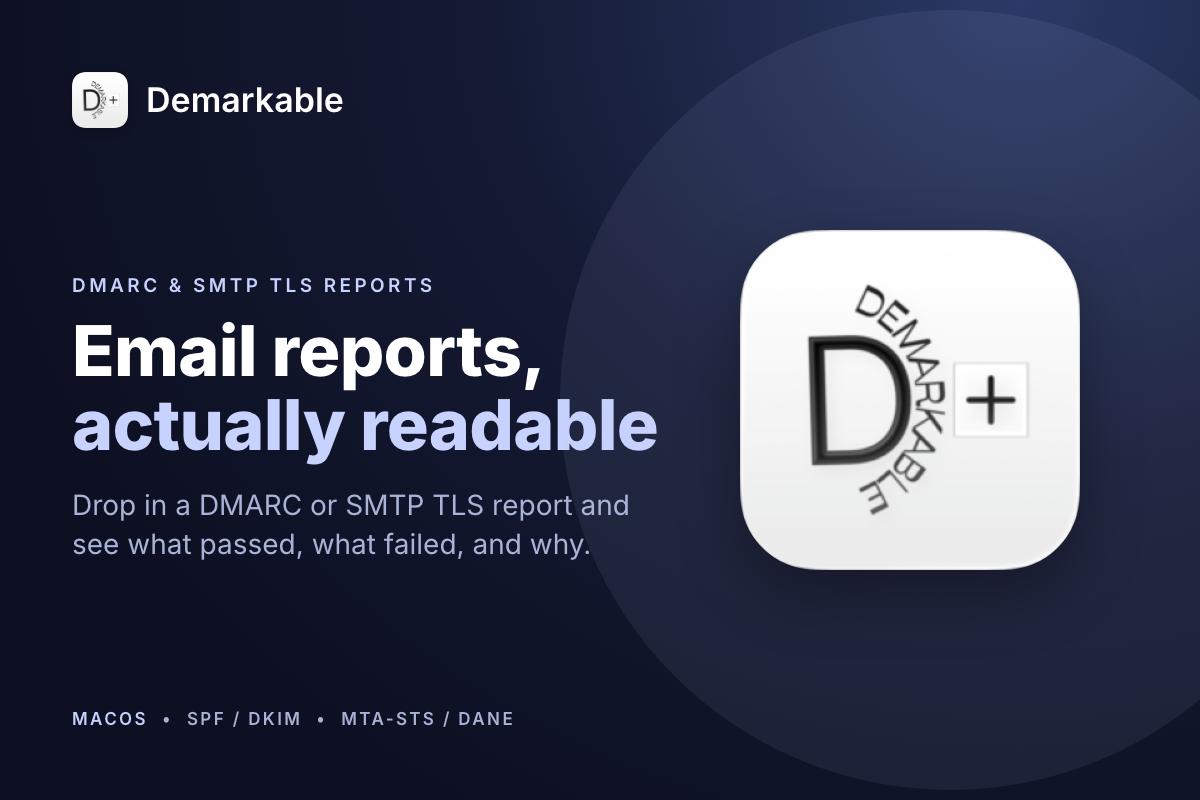 D DEMARKABLE +
Demarkable
DMARC & SMTP TLS REPORTS
Email reports,
actually readable
Drop in a DMARC or SMTP TLS report and
see what passed, what failed, and why.
D DEMARKABLE +
MACOS • SPF / DKIM • MTA-STS / DANE